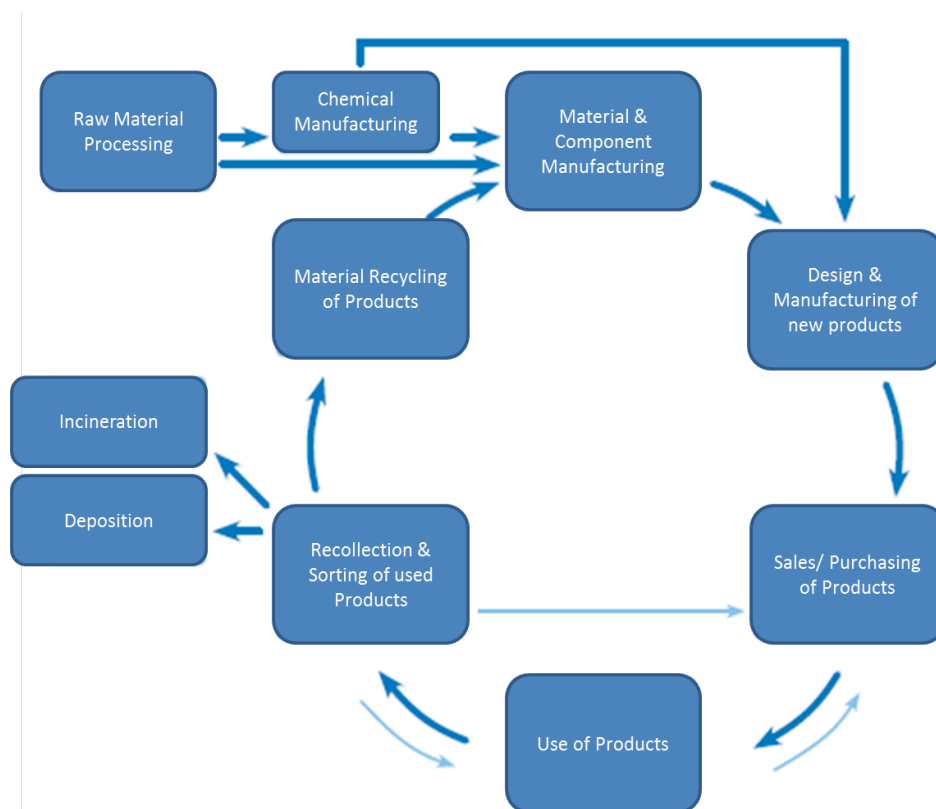 Raw Material
Processing
Chemical
Manufacturing
Material &
Component
Manufacturing
Material Recycling
of Products
Design &
Manufacturing of
new products
Incineration
Deposition
Recollection &
Sorting of used
Products
Sales/ Purchasing
of Products
Use of Products